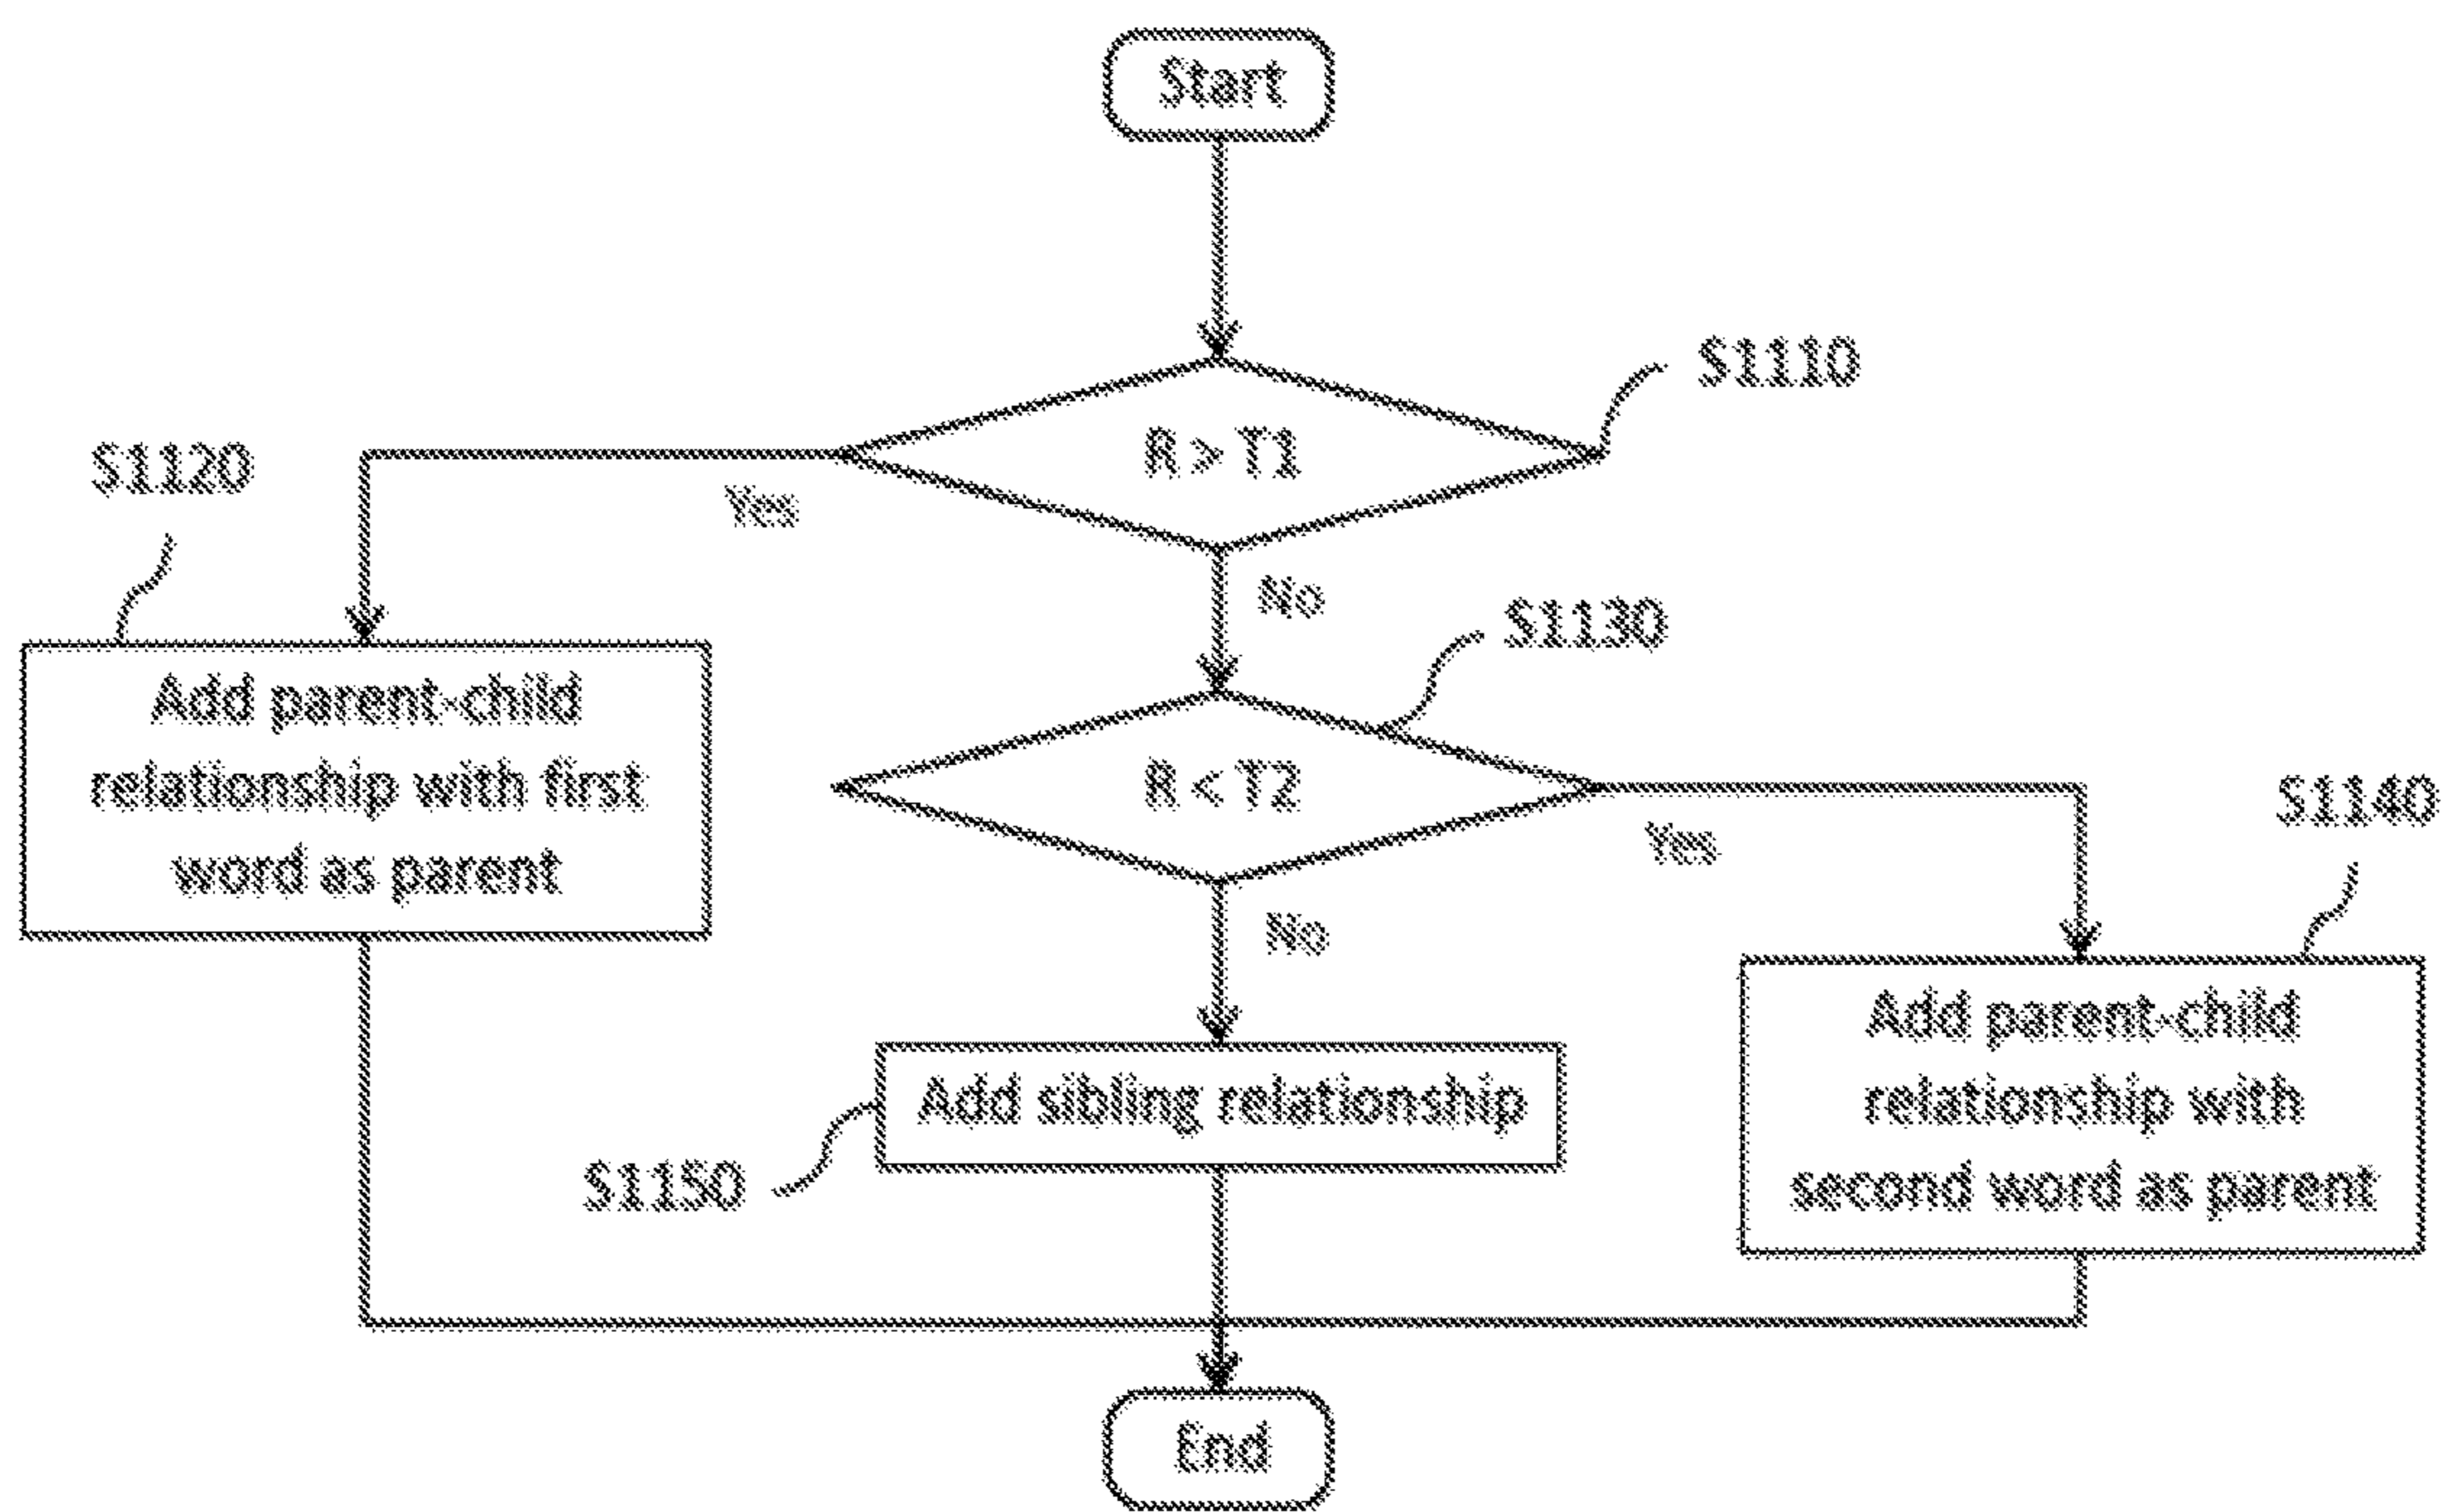 Start
S1110
R > T1
S1120
Yes
No
S1130
Add parent-child
relationship with first
word as parent
R < T2
S1140
Yes
No
Add parent-child
relationship with
second word as parent
Add sibling relationship
S1150
End